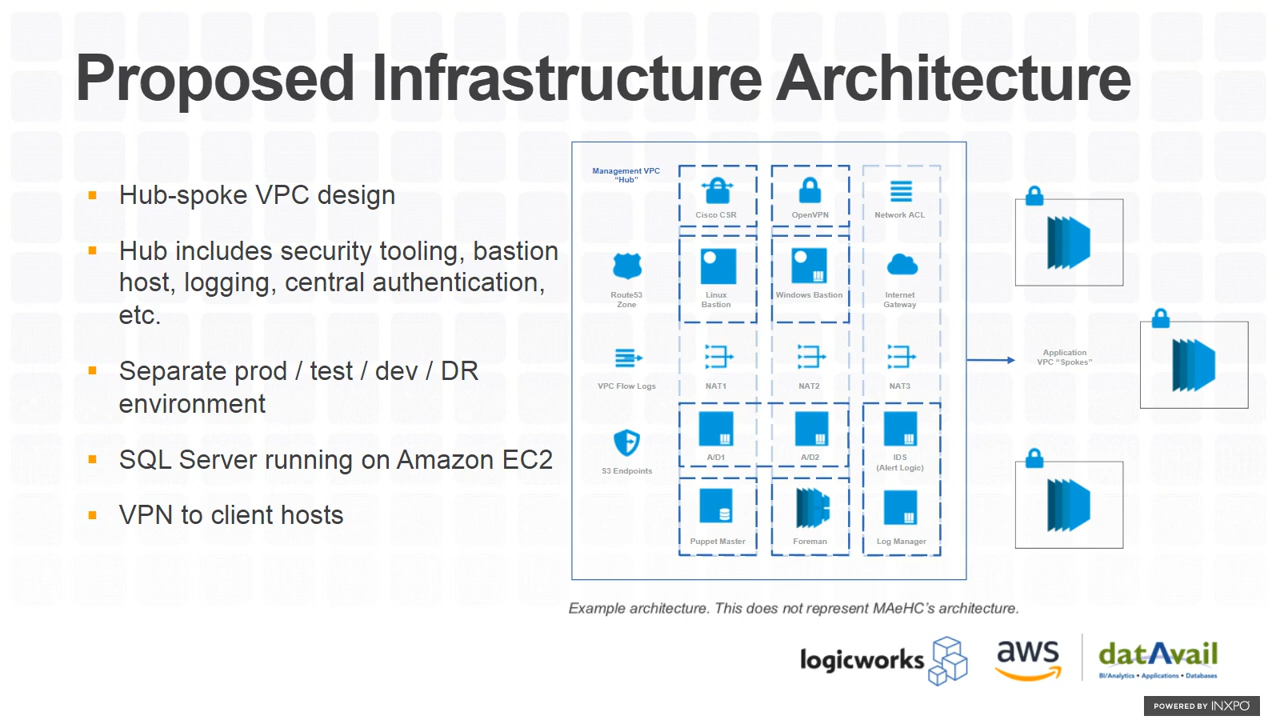 Proposed Infrastructure Architecture
Hub-spoke VPC design
Hub includes security tooling, bastion
host, logging, central authentication,
etc.
Separate prod / test / dev / DR
environment
SQL Server running on Amazon EC2
VPN to client hosts
Management VPC
“Hub”
Cisco CSR
OpenVPN
Network ACL
Route53
Zone
Linux
Bastion
Windows Bastion
Internet
Gateway
VPC Flow Logs
NAT1
NAT2
NAT3
S3 Endpoints
A/D1
A/D2
IDS
(Alert Logic)
Puppet Master
Foreman
Log Manager
Application
VPC “Spokes”
Example architecture. This does not represent MAeHC’s architecture.
logicworks
aws
datAvail
BI/Analytics • Applications • Databases
POWERED BY INXPO